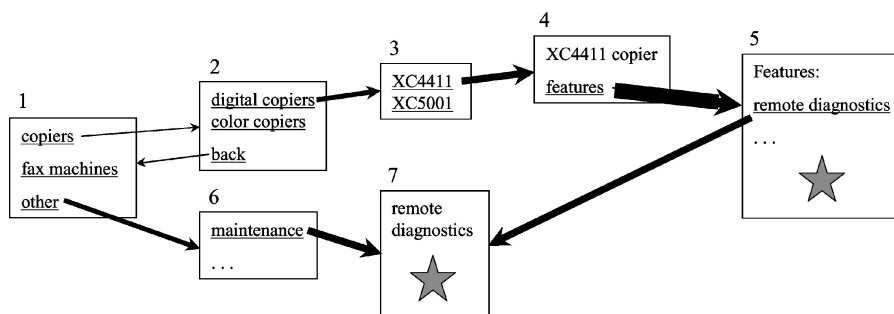 1
copiers
fax machines
other
2
digital copiers
color copiers
back
3
XC4411
XC5001
4
XC4411 copier
features
5
Features:
remote diagnostics
. . .
6
maintenance
. . .
7
remote
diagnostics